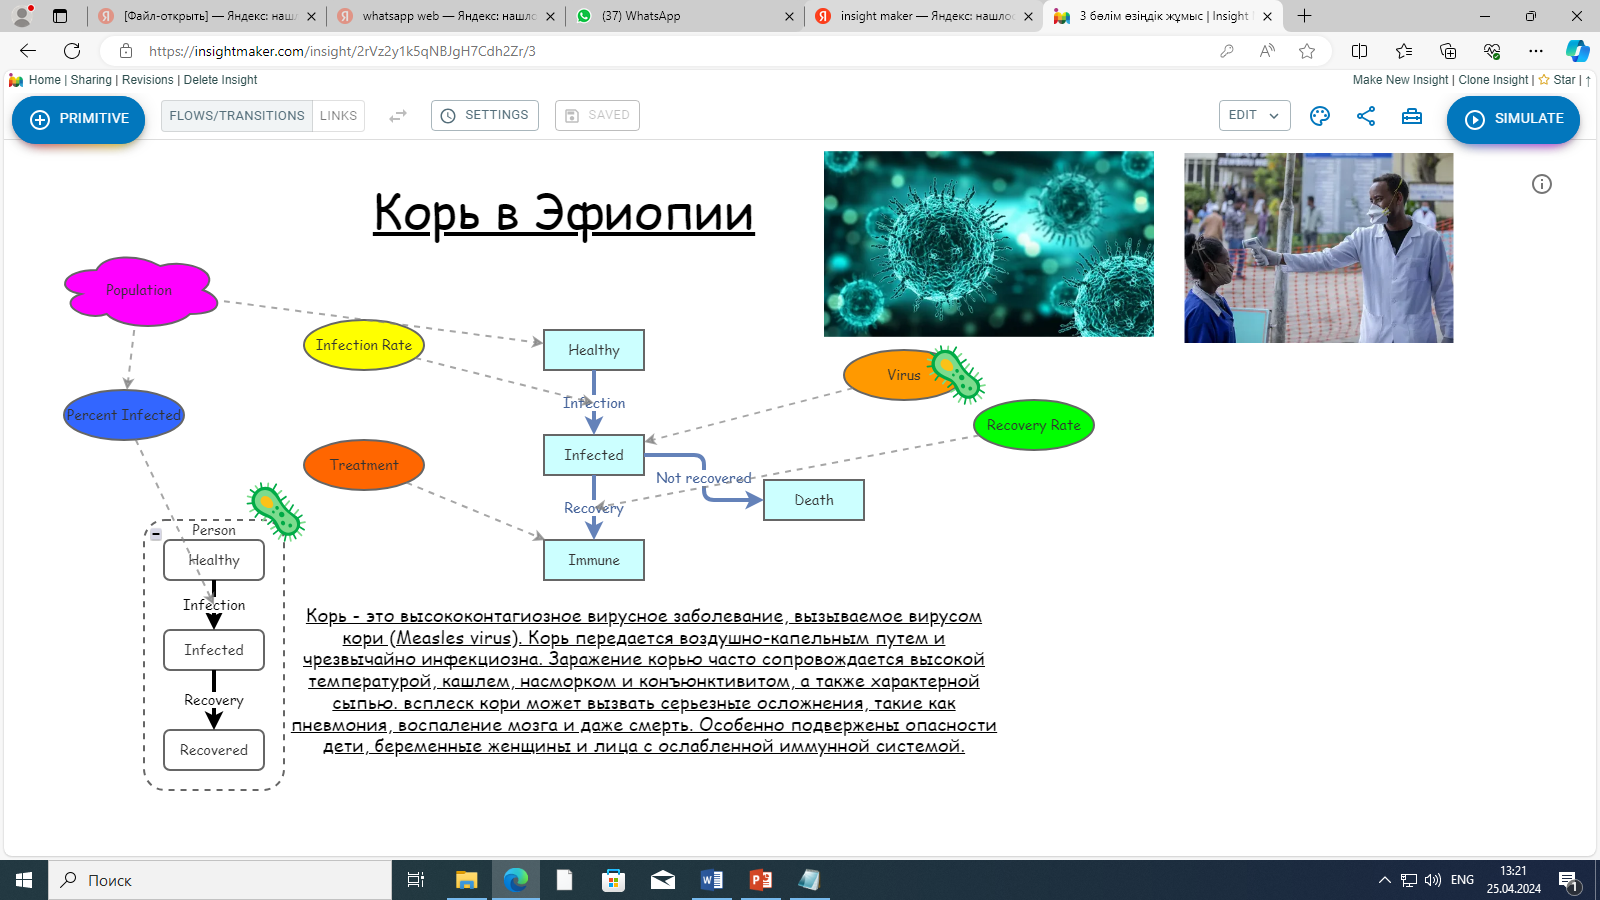 [Файл-открыть] — Яндекс: наш
whatsapp web — Яндекс: нашло
(37) WhatsApp
insight maker — Яндекс: нашло
3 бөлім өзіндік жұмыс | Insight
https://insightmaker.com/insight/2rVz2y1k5qNBJgH7Cdh2Zr/3
Home | Sharing | Revisions | Delete Insight
Make New Insight | Clone Insight | Star |
PRIMITIVE
FLOWS/TRANSITIONS
LINKS
SETTINGS
SAVED
EDIT
SIMULATE
Корь в Эфиопии
Population
Infection Rate
Healthy
Virus
Percent Infected
Infection
Recovery Rate
Treatment
Infected
Not recovered
Death
Recovery
Immune
Person
Healthy
Infection
Infected
Recovery
Recovered
Корь - это высококонтагиозное вирусное заболевание, вызываемое вирусом
кори (Measles virus). Корь передается воздушно-капельным путем и
чрезвычайно инфекциозна. Заражение корью часто сопровождается высокой
температурой, кашлем, насморком и конъюнктивитом, а также характерной
сыпью. всплеск кори может вызвать серьезные осложнения, такие как
пневмония, воспаление мозга и даже смерть. Особенно подвержены опасности
дети, беременные женщины и лица с ослабленной иммунной системой.
Поиск
ENG
13:21
25.04.2024
1